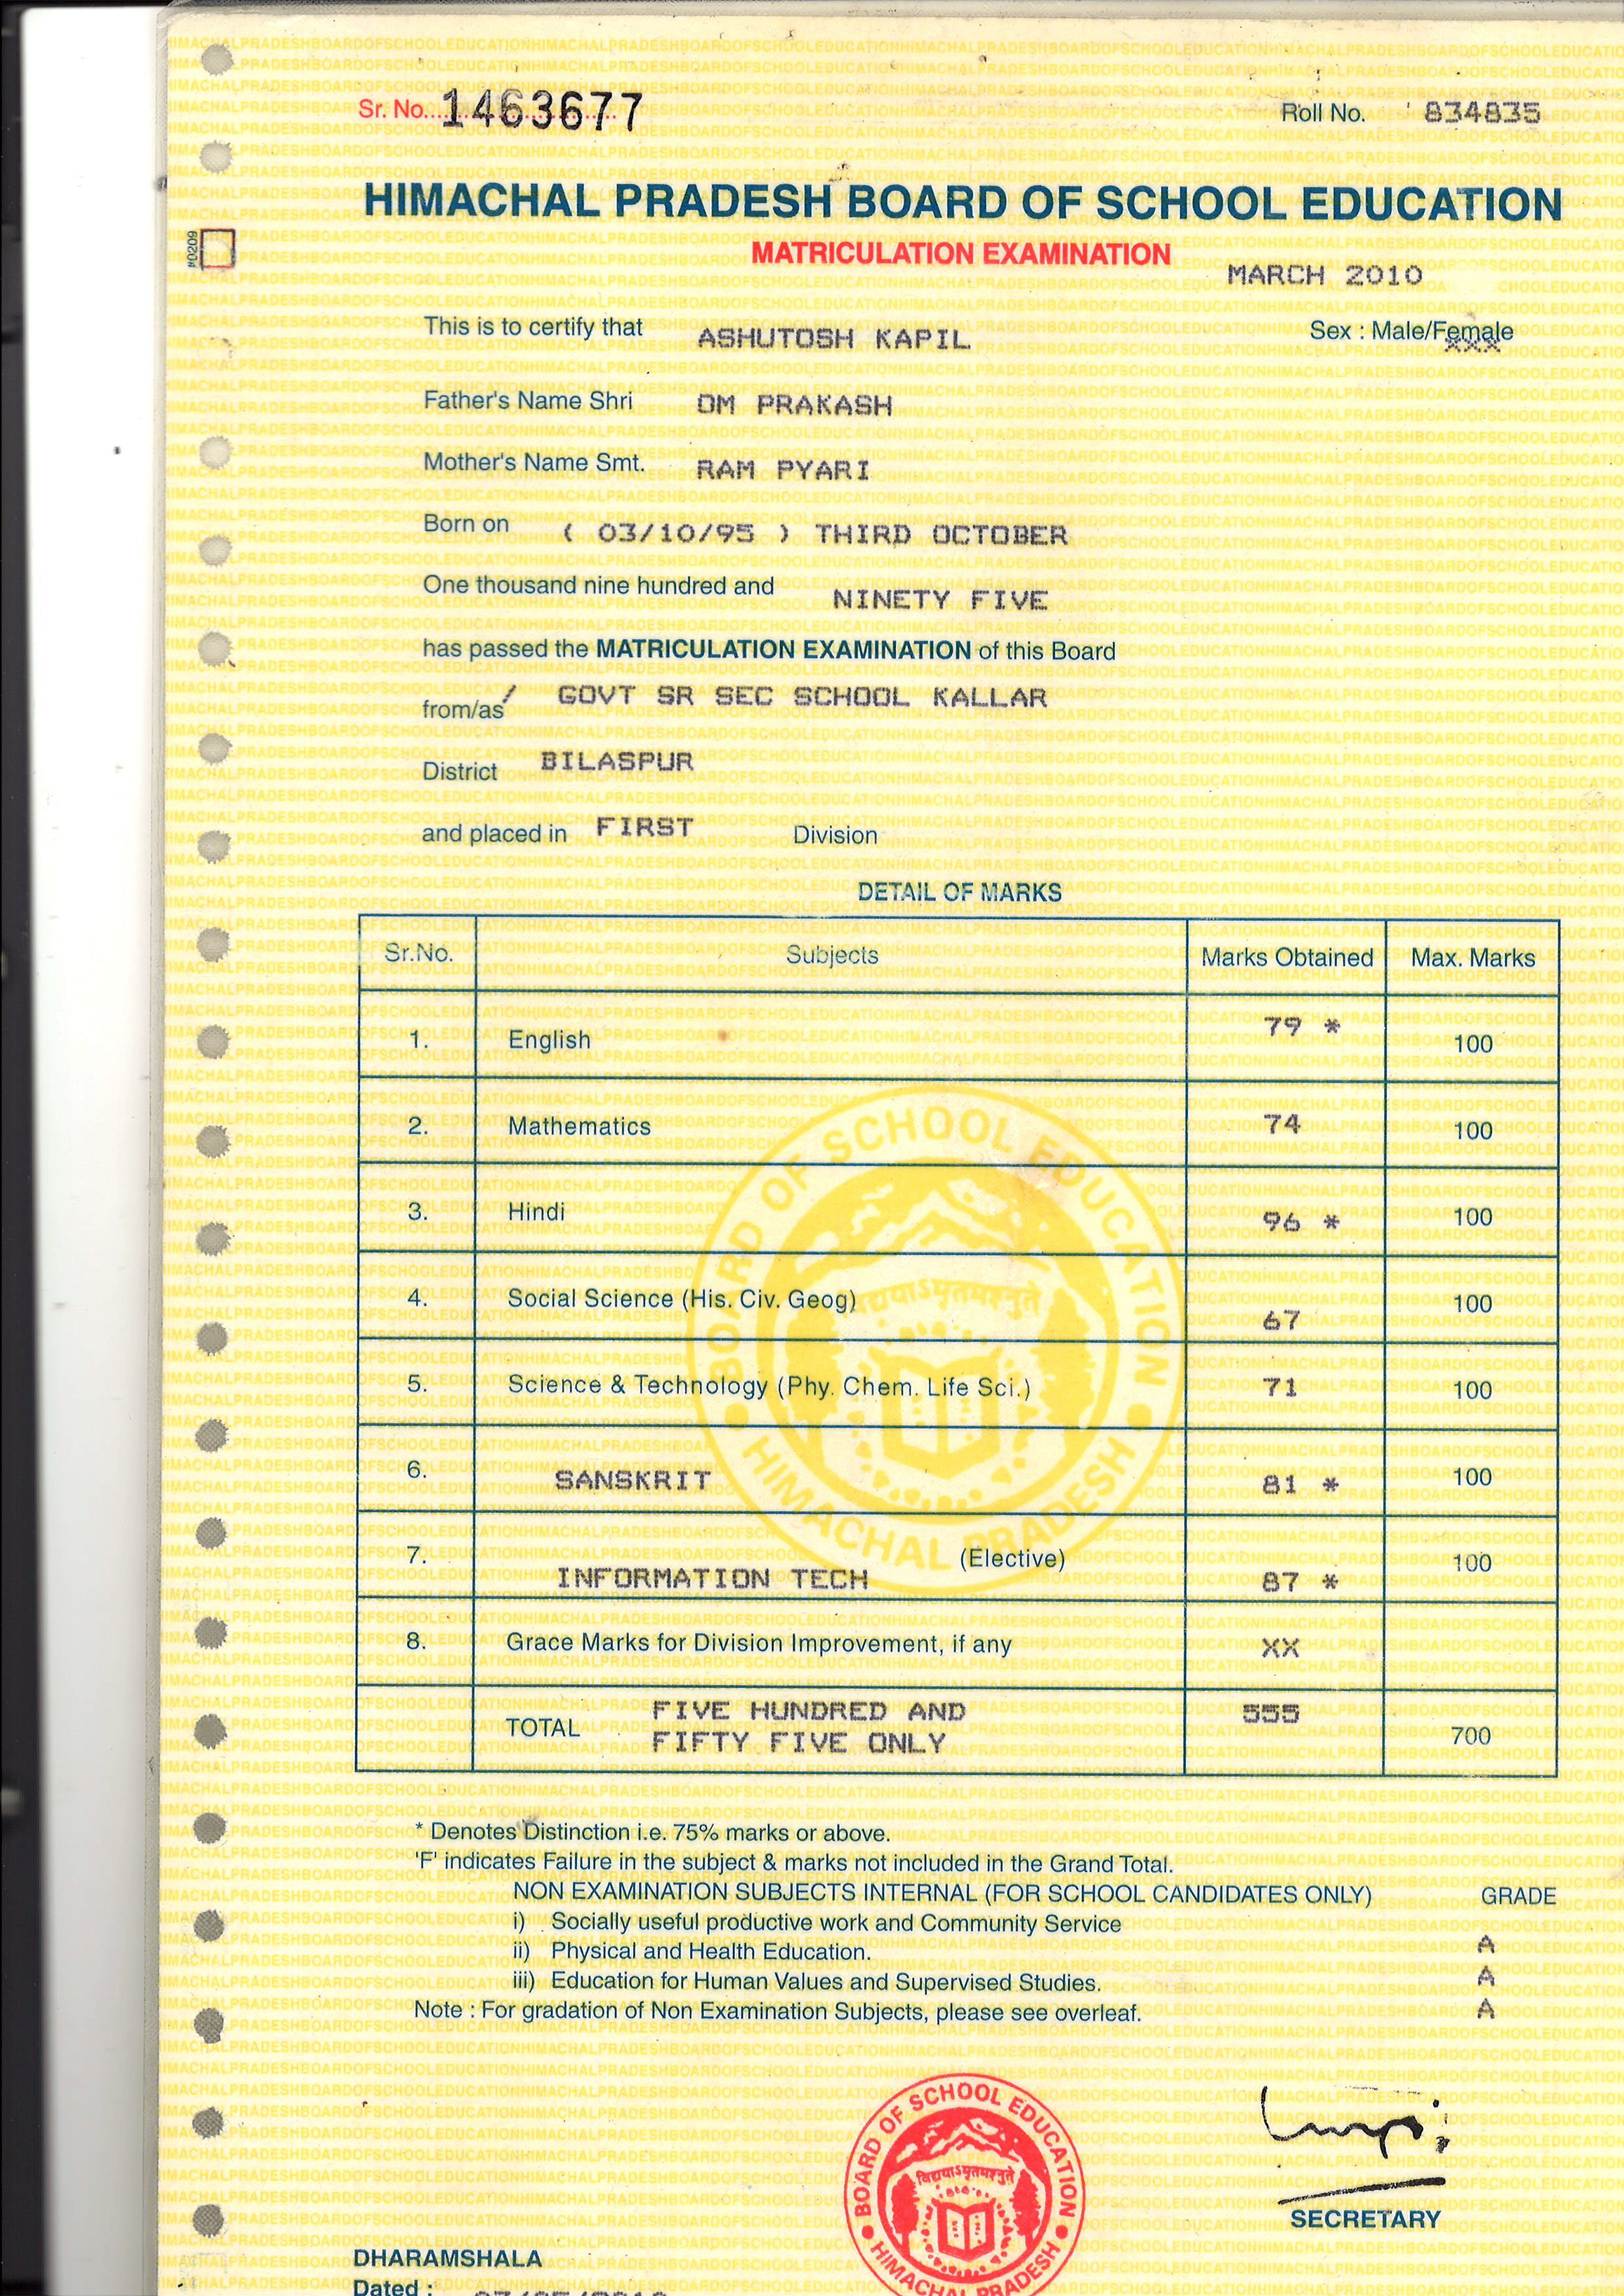 Sr. No. 1463677 Roll No. 834835
HIMACHAL PRADESH BOARD OF SCHOOL EDUCATION
#0209
MATRICULATION EXAMINATION
MARCH 2010
This is to certify that ASHUTOSH KAPIL Sex : Male/Female
XXX
Father's Name Shri OM PRAKASH
Mother's Name Smt. RAM PYARI
Born on ( 03/10/95 ) THIRD OCTOBER
One thousand nine hundred and NINETY FIVE
has passed the MATRICULATION EXAMINATION of this Board
from/as / GOVT SR SEC SCHOOL KALLAR
District BILASPUR
and placed in FIRST Division
DETAIL OF MARKS
Sr.No. Subjects Marks Obtained Max. Marks
1. English 79 * 100
2. Mathematics 74 100
3. Hindi 96 * 100
4. Social Science (His. Civ. Geog) 67 100
5. Science & Technology (Phy. Chem. Life Sci.) 71 100
6. SANSKRIT 81 * 100
7. INFORMATION TECH (Elective) 87 * 100
8. Grace Marks for Division Improvement, if any XX
TOTAL FIVE HUNDRED AND 555 700
FIFTY FIVE ONLY
* Denotes Distinction i.e. 75% marks or above.
'F' indicates Failure in the subject & marks not included in the Grand Total.
NON EXAMINATION SUBJECTS INTERNAL (FOR SCHOOL CANDIDATES ONLY) GRADE
i) Socially useful productive work and Community Service A
ii) Physical and Health Education. A
iii) Education for Human Values and Supervised Studies. A
Note : For gradation of Non Examination Subjects, please see overleaf.
BOARD OF SCHOOL EDUCATION
विद्ययाऽमृतमश्नुते
HIMACHAL PRADESH
SECRETARY
DHARAMSHALA
Dated :